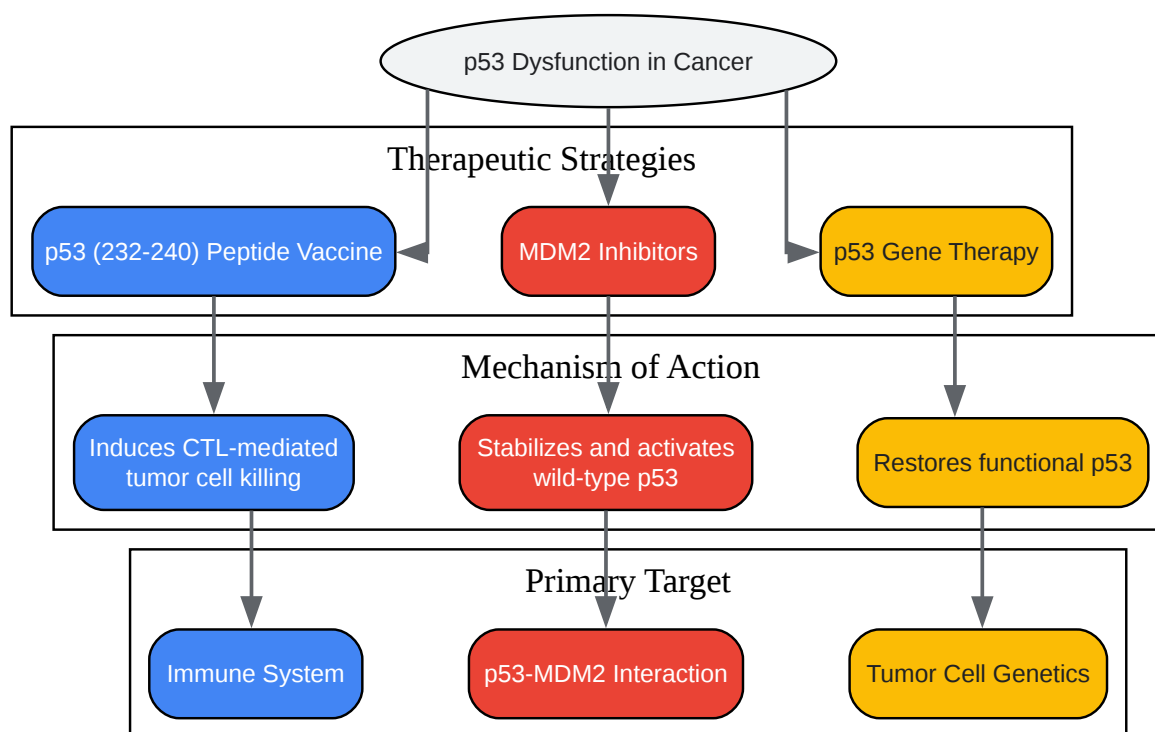 p53 Dysfunction in Cancer
Therapeutic Strategies
p53 (232-240) Peptide Vaccine
MDM2 Inhibitors
p53 Gene Therapy
Mechanism of Action
Induces CTL-mediated
tumor cell killing
Stabilizes and activates
wild-type p53
Restores functional p53
Primary Target
Immune System
p53-MDM2 Interaction
Tumor Cell Genetics